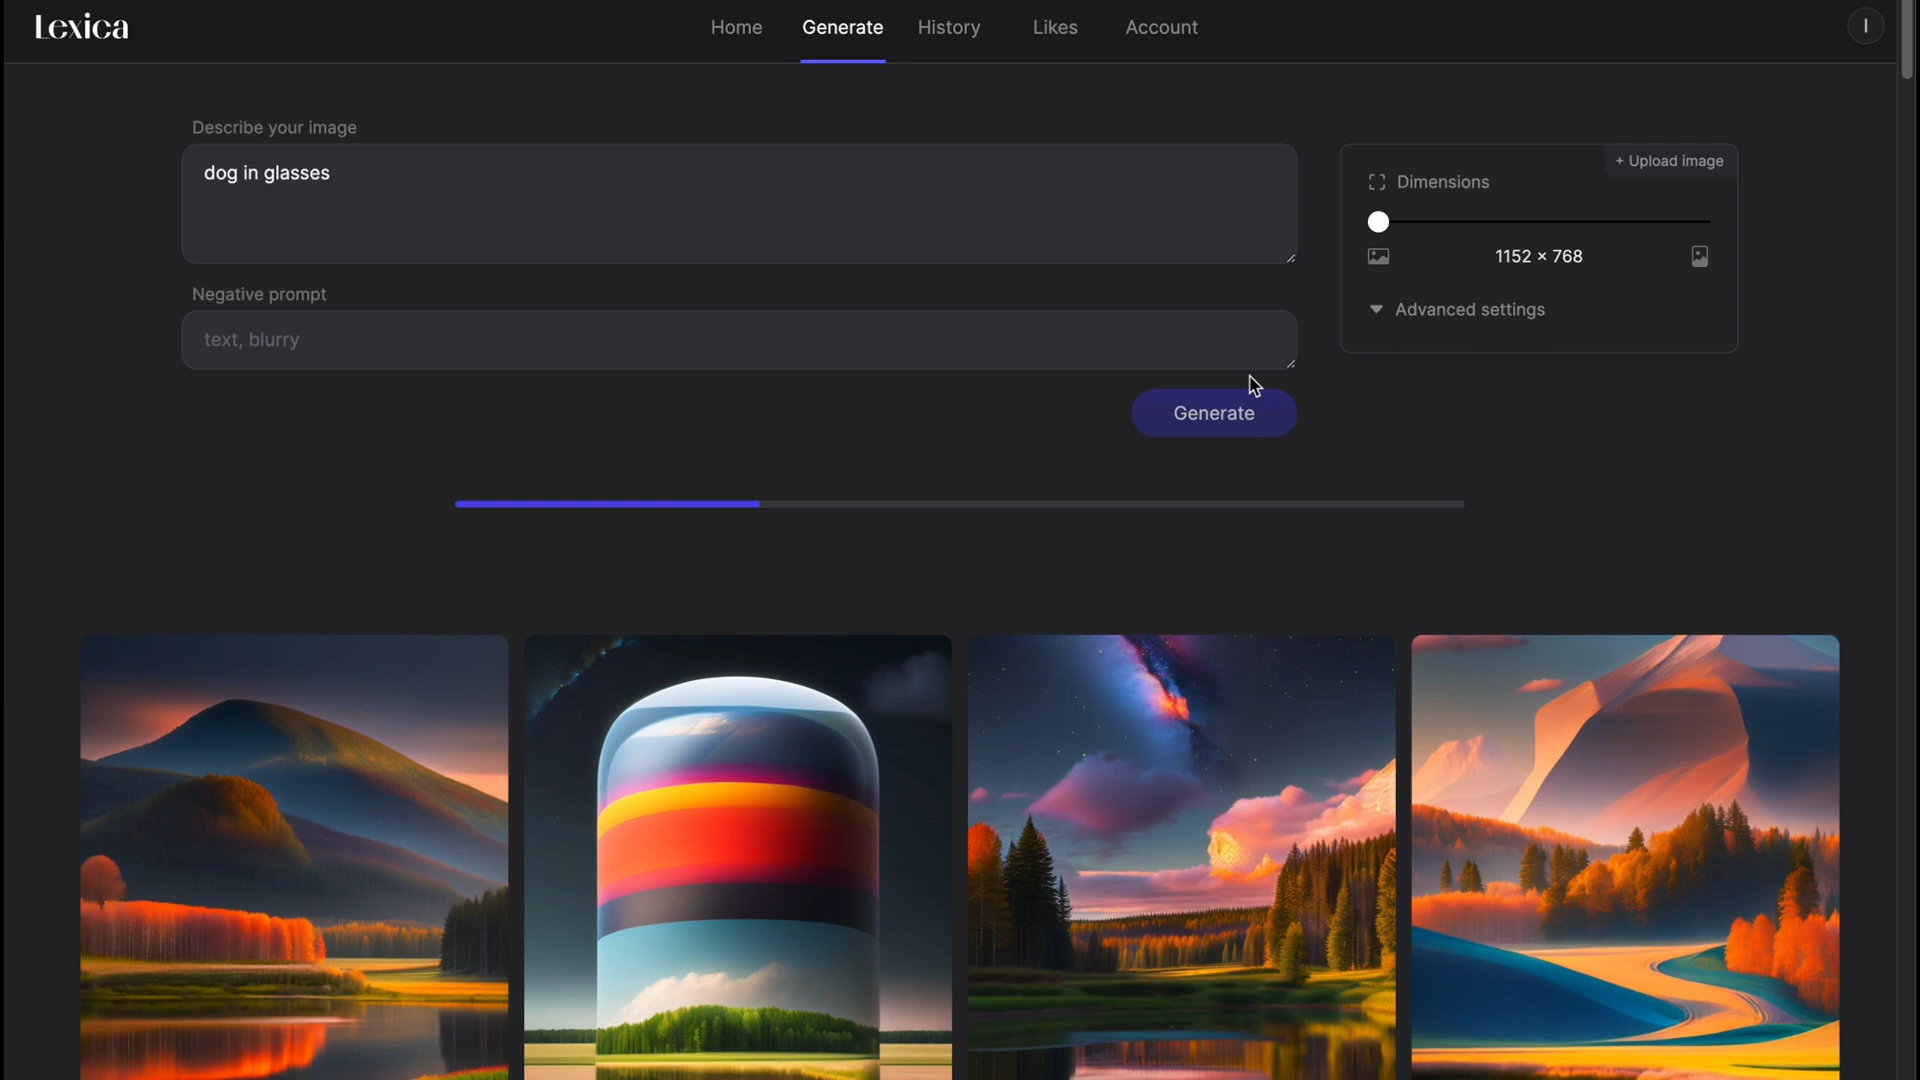 Lexica
Home Generate History Likes Account
I
Describe your image
dog in glasses
+ Upload image
Dimensions
1152 × 768
Advanced settings
Negative prompt
text, blurry
Generate